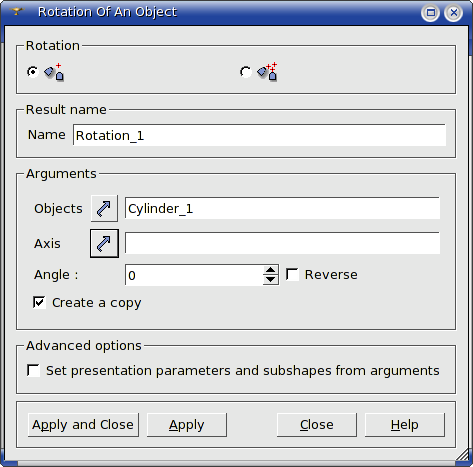 Rotation Of An Object
Rotation
Result name
Name Rotation_1
Arguments
Objects Cylinder_1
Axis
Angle : 0 Reverse
Create a copy
Advanced options
Set presentation parameters and subshapes from arguments
Apply and Close Apply Close Help